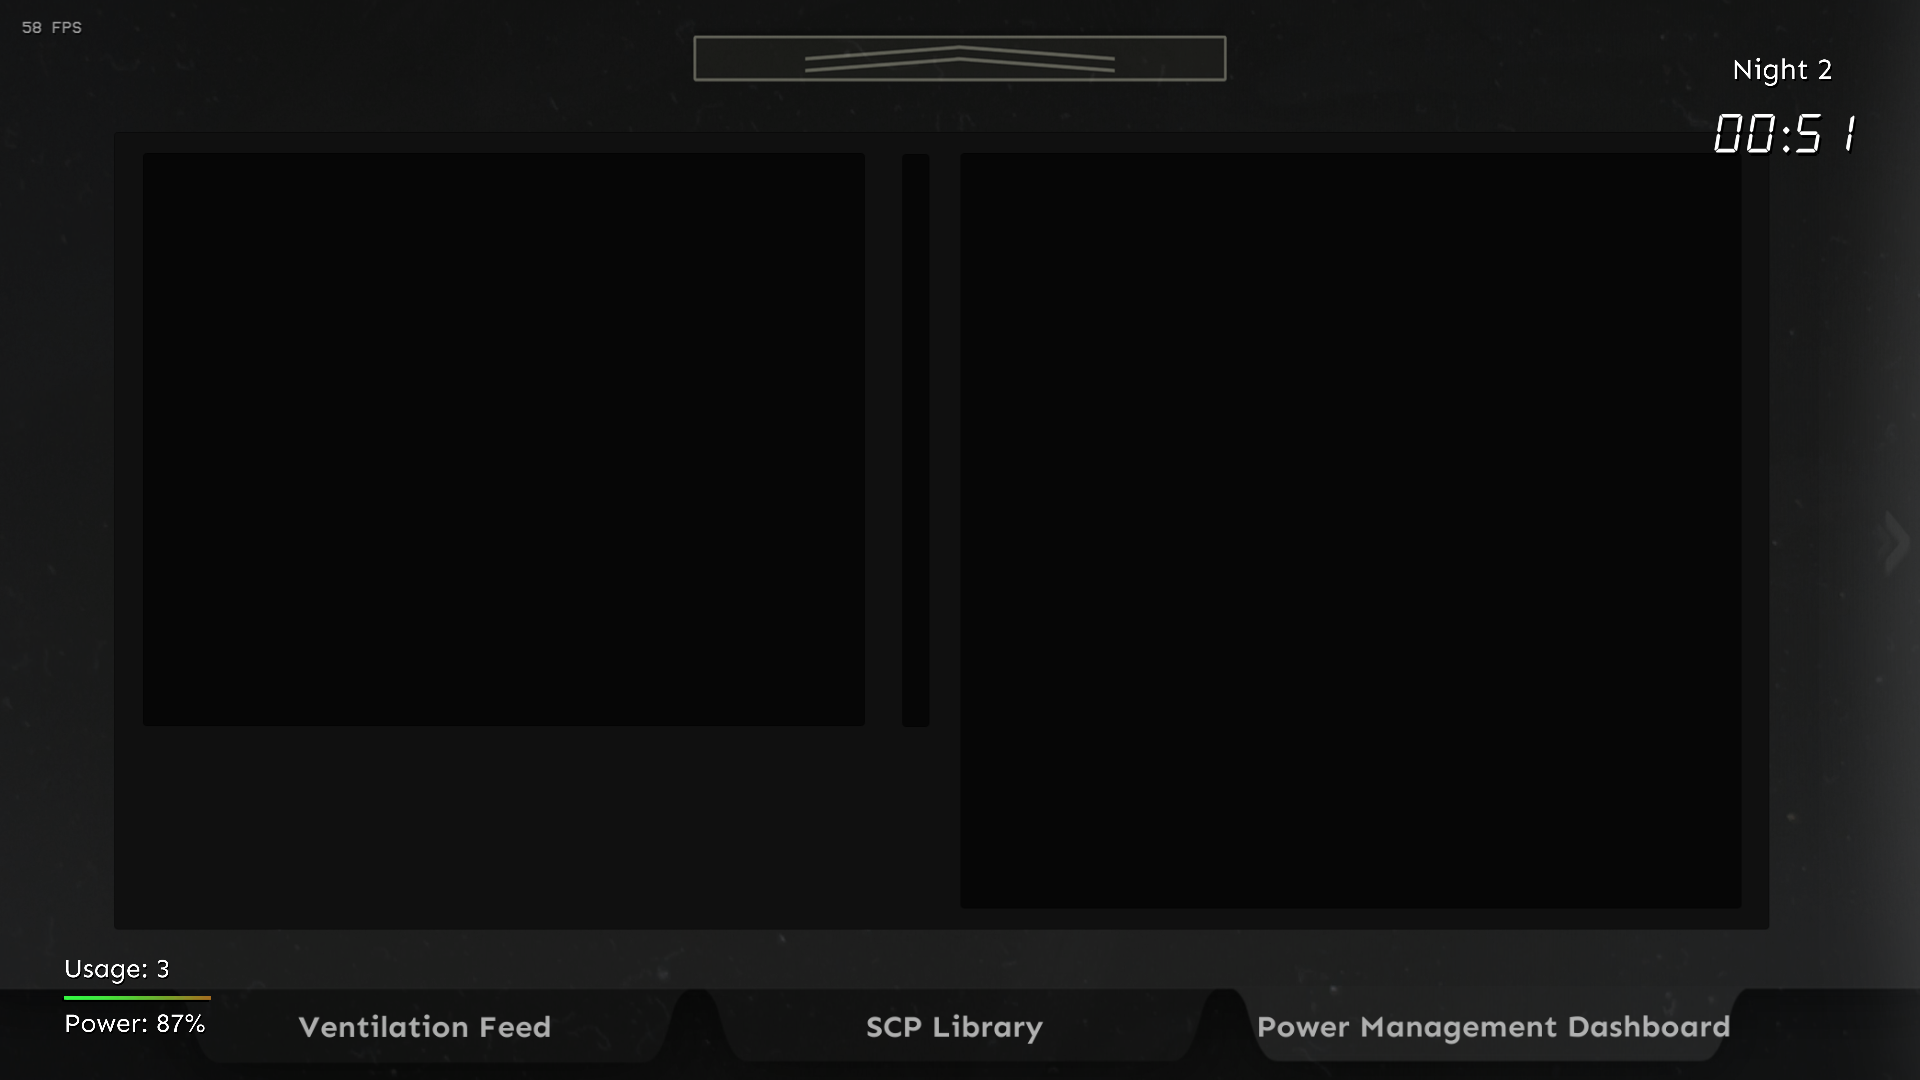 58 FPS
Night 2
00:51
Usage: 3
Power: 87%
Ventilation Feed
SCP Library
Power Management Dashboard